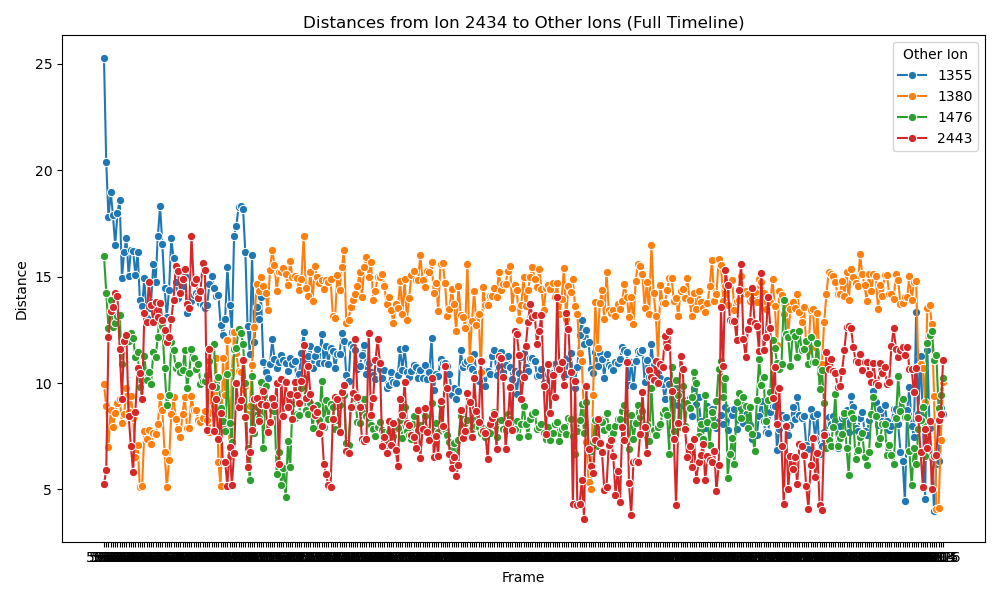 Distances from Ion 2434 to Other Ions (Full Timeline)
Other Ion
1355
1380
1476
2443
25
20
15
10
5
Distance
Frame